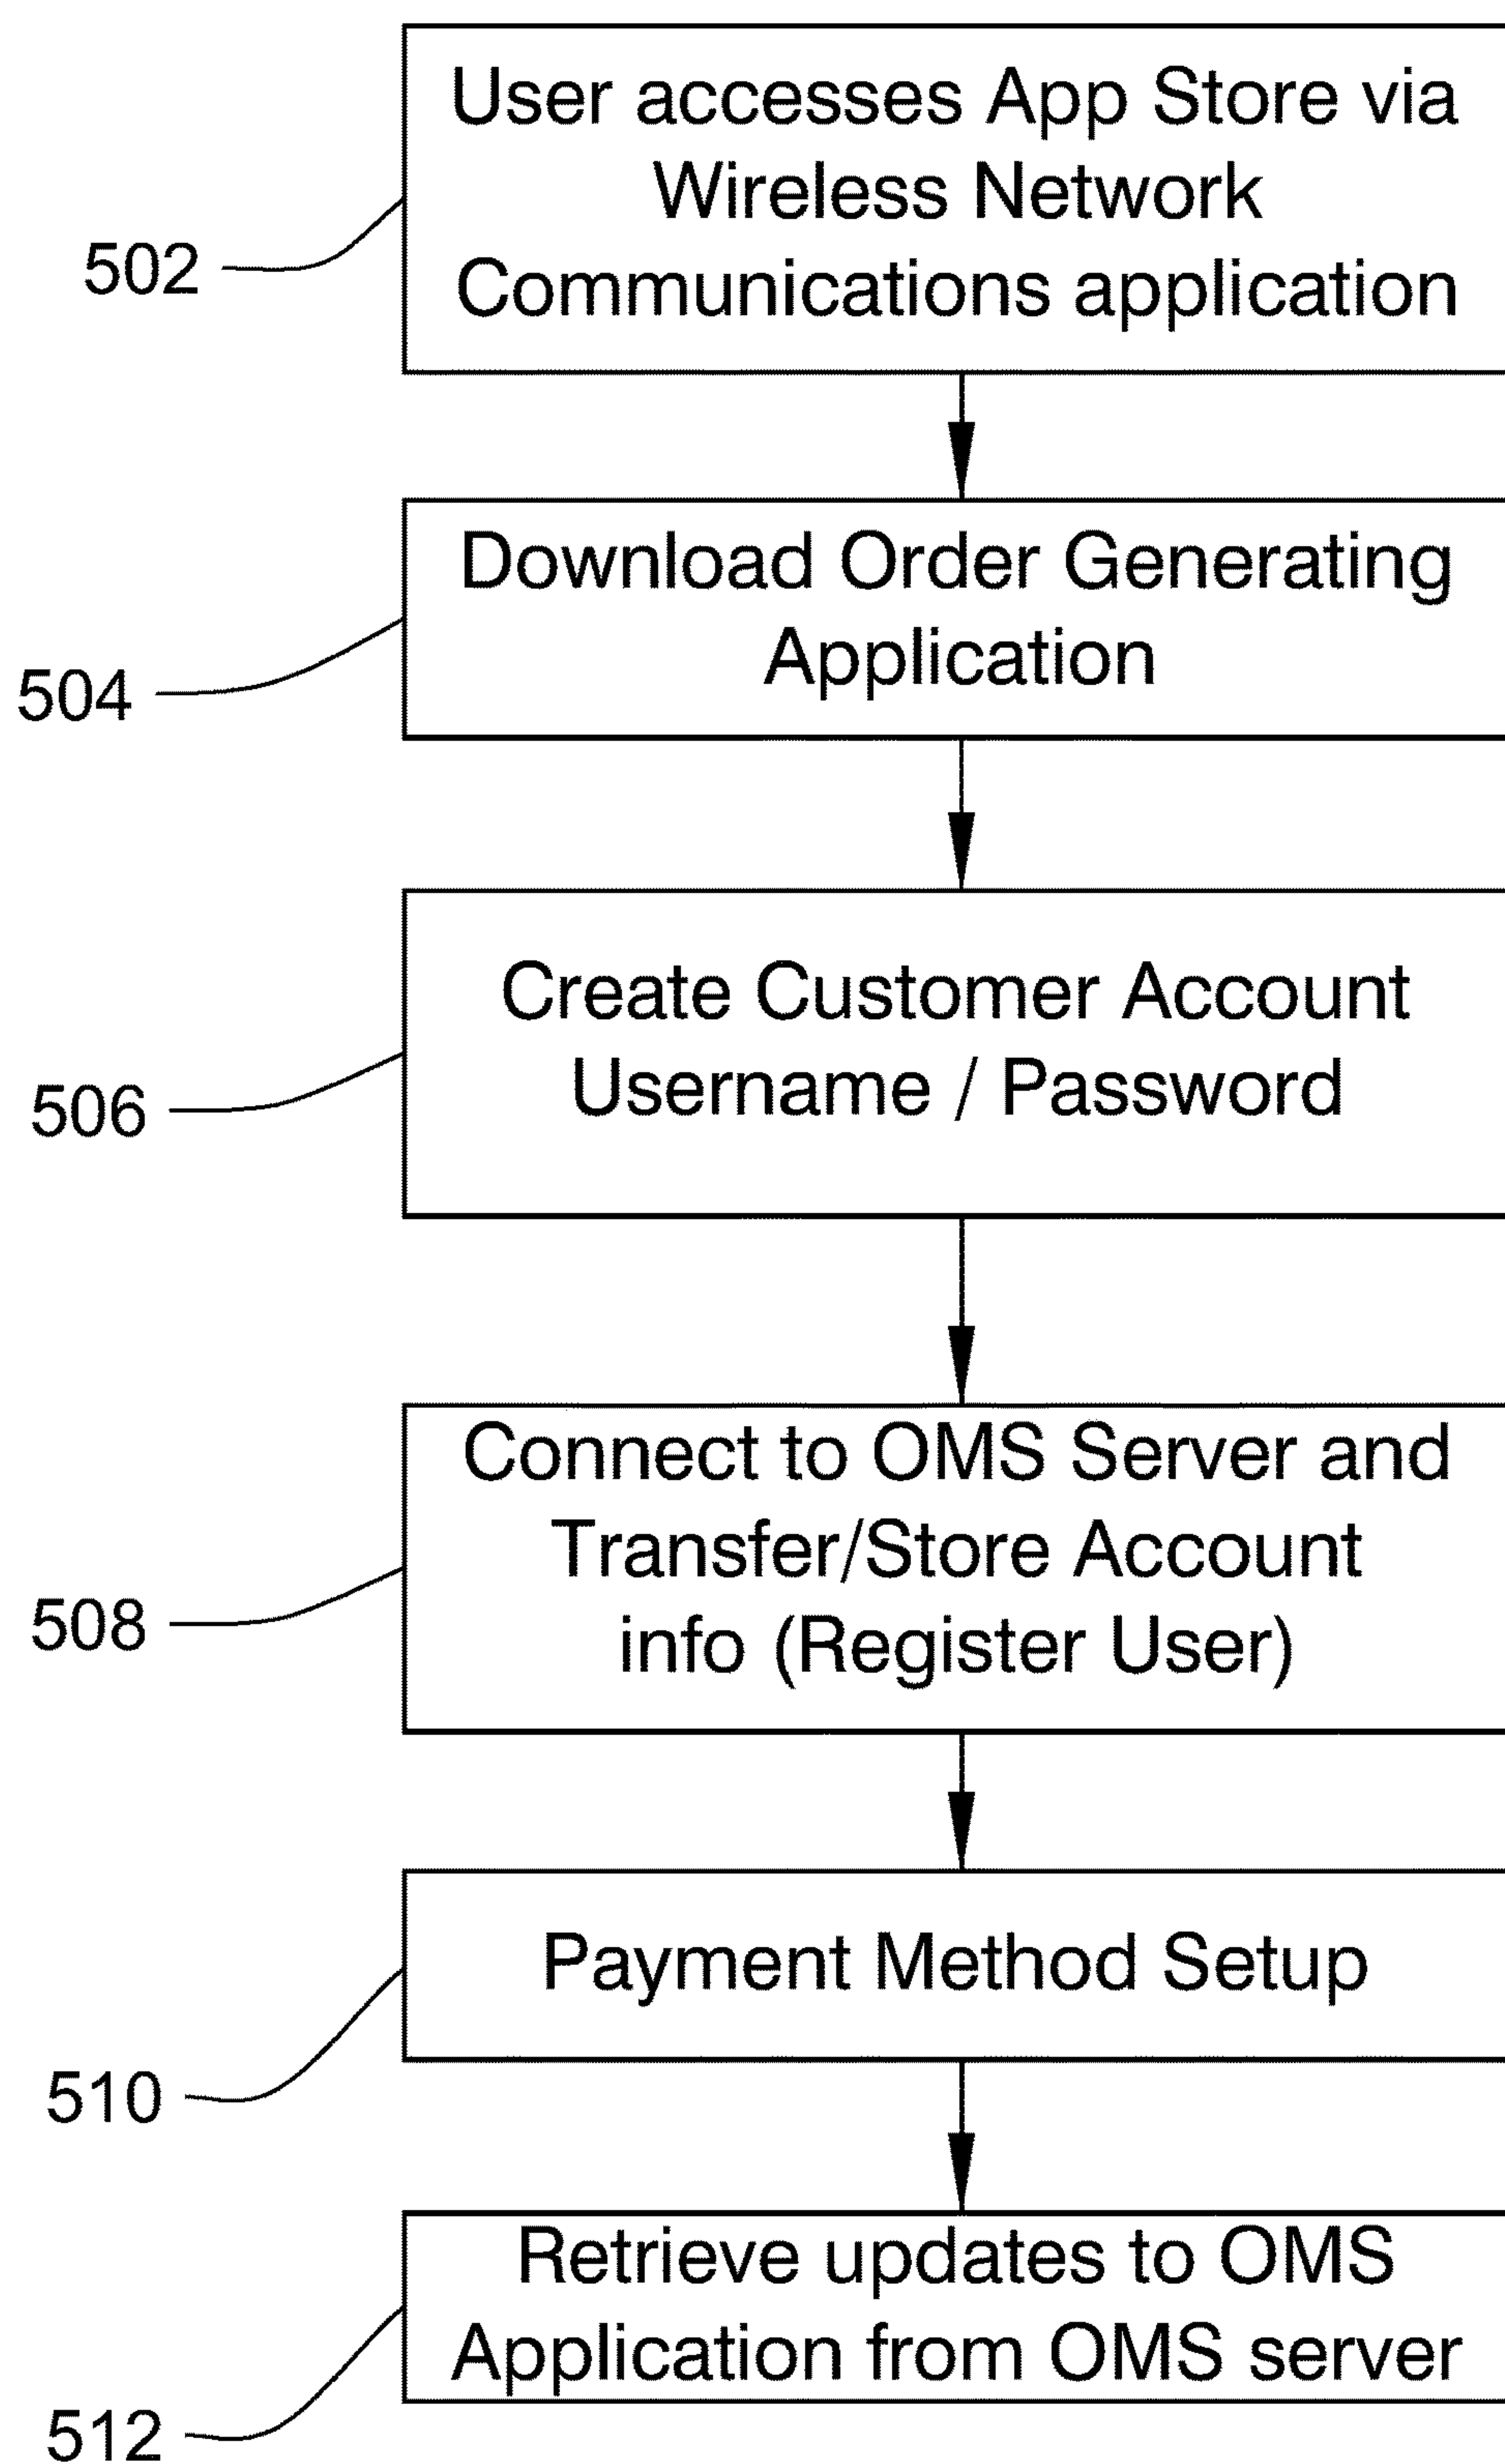 User accesses App Store via
Wireless Network
Communications application
502
Download Order Generating
Application
504
Create Customer Account
Username / Password
506
Connect to OMS Server and
Transfer/Store Account
info (Register User)
508
Payment Method Setup
510
Retrieve updates to OMS
Application from OMS server
512